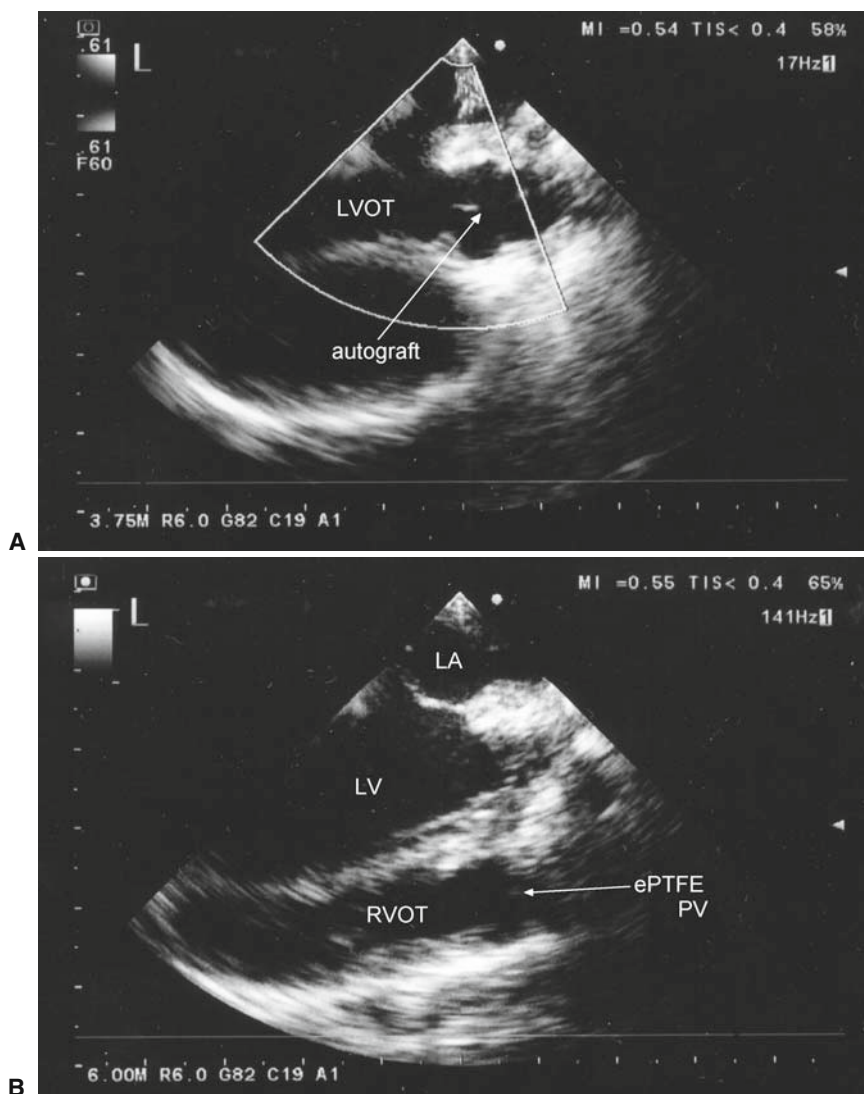 MI =0.54 TIS< 0.4 58%
.61
L
17Hz1
.61
F60
LVOT
autograft
3.75M R6.0 G82 C19 A1
A
MI =0.55 TIS< 0.4 65%
L
141Hz1
LA
LV
ePTFE
PV
RVOT
6.00M R6.0 G82 C19 A1
B